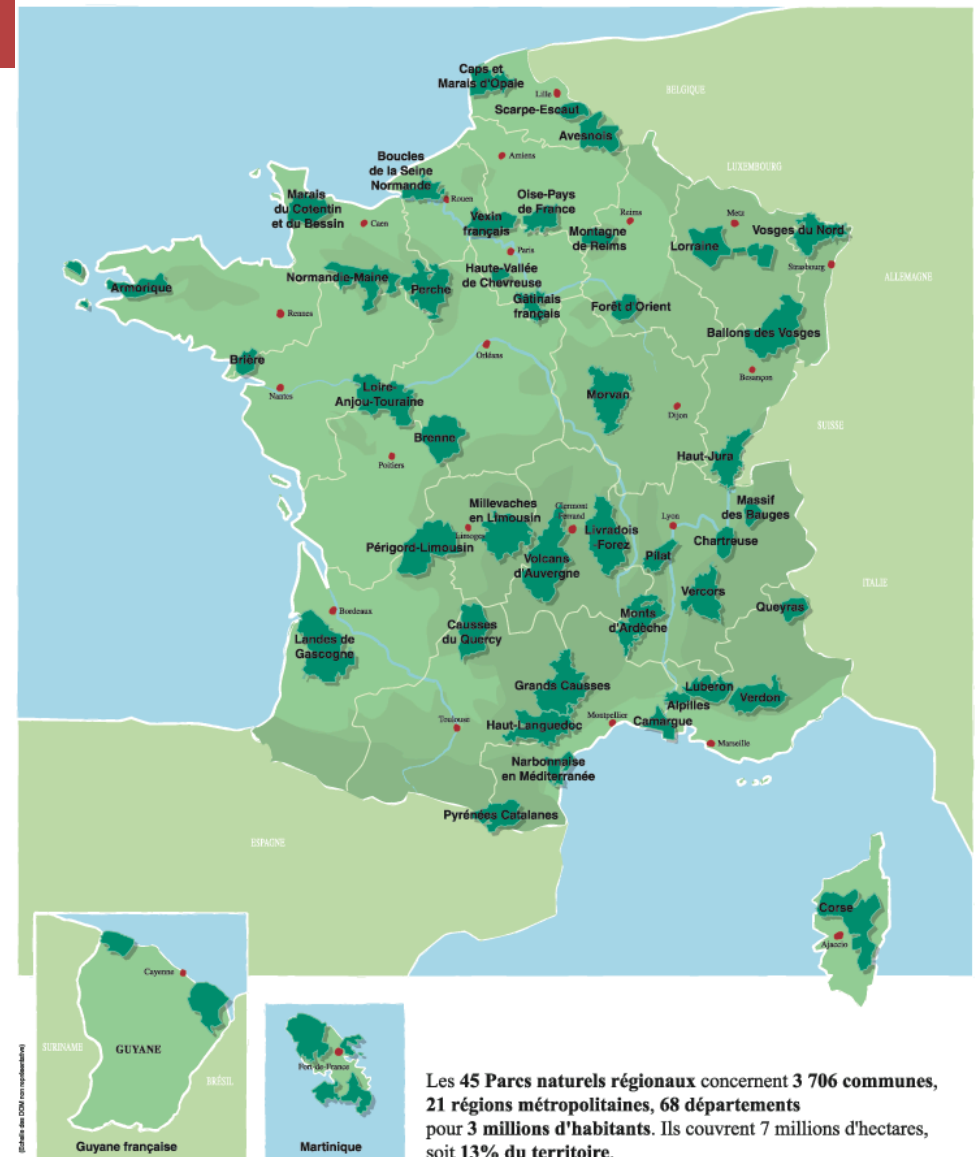 Caps et
Marais d'Opale
Lille
BELGIQUE
Scarpe-Escaut
Avesnois
Amiens
Boucles
de la Seine
Normande
LUXEMBOURG
Marais
du Cotentin
et du Bessin
Rouen
Oise-Pays
de France
Caen
Vexin
français
Reims
Montagne
de Reims
Metz
Vosges du Nord
Lorraine
Paris
Strasbourg
Haute-Vallée
de Chevreuse
Normandie-Maine
Perche
ALLEMAGNE
Armorique
Gâtinais
français
Forêt d'Orient
Rennes
Ballons des Vosges
Orléans
Brière
Besançon
Nantes
Loire-
Anjou-Touraine
Morvan
Dijon
SUISSE
Brenne
Poitiers
Haut-Jura
Millevaches
en Limousin
Clermont
Ferrand
Massif
des Bauges
Lyon
Limoges
Livradois
-Forez
Chartreuse
Périgord-Limousin
Pilat
Volcans
d'Auvergne
ITALIE
Vercors
Queyras
Bordeaux
Monts
d'Ardèche
Causses
du Quercy
Landes de
Gascogne
Grands Causses
Luberon
Verdon
Alpilles
Toulouse
Haut-Languedoc
Montpellier
Camargue
Marseille
Narbonnaise
en Méditerranée
Pyrénées Catalanes
ESPAGNE
Corse
Ajaccio
Cayenne
SURINAME
GUYANE
BRÉSIL
Guyane française
Fort-de-France
Martinique
(Echelle des DOM non représentative)
Les 45 Parcs naturels régionaux concernent 3 706 communes,
21 régions métropolitaines, 68 départements
pour 3 millions d'habitants. Ils couvrent 7 millions d'hectares,
soit 13% du territoire.